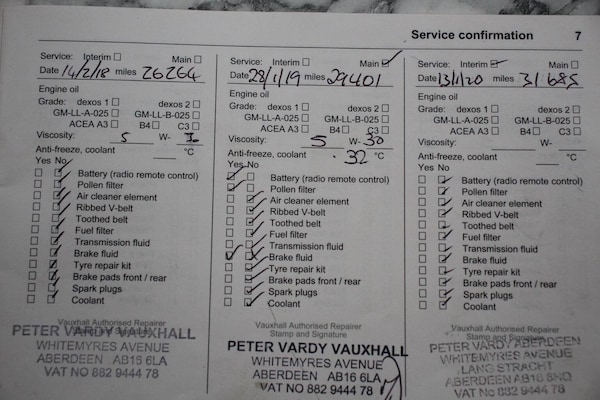 Service confirmation 7
Service: Interim Main
Date 14/2/18 miles 26264
Engine oil
Grade: dexos 1 dexos 2
GM-LL-A-025 GM-LL-B-025
ACEA A3 B4 C3
Viscosity: 5 W-
Anti-freeze, coolant °C
Yes No
Battery (radio remote control)
Pollen filter
Air cleaner element
Ribbed V-belt
Toothed belt
Fuel filter
Transmission fluid
Brake fluid
Tyre repair kit
Brake pads front / rear
Spark plugs
Coolant
Vauxhall Authorised Repairer
Stamp and Signature
PETER VARDY VAUXHALL
WHITEMYRES AVENUE
ABERDEEN AB16 6LA
VAT NO 882 9444 78
Service: Interim Main
Date 28/1/19 miles 29401
Engine oil
Grade: dexos 1 dexos 2
GM-LL-A-025 GM-LL-B-025
ACEA A3 B4 C3
Viscosity: 5 W- 30
Anti-freeze, coolant -32 °C
Yes No
Battery (radio remote control)
Pollen filter
Air cleaner element
Ribbed V-belt
Toothed belt
Fuel filter
Transmission fluid
Brake fluid
Tyre repair kit
Brake pads front / rear
Spark plugs
Coolant
Vauxhall Authorised Repairer
Stamp and Signature
PETER VARDY VAUXHALL
WHITEMYRES AVENUE
ABERDEEN AB16 6LA
VAT NO 882 9444 78
Service: Interim Main
Date 13/1/20 miles 31685
Engine oil
Grade: dexos 1 dexos 2
GM-LL-A-025 GM-LL-B-025
ACEA A3 B4 C3
Viscosity: W-
Anti-freeze, coolant °C
Yes No
Battery (radio remote control)
Pollen filter
Air cleaner element
Ribbed V-belt
Toothed belt
Fuel filter
Transmission fluid
Brake fluid
Tyre repair kit
Brake pads front / rear
Spark plugs
Coolant
Vauxhall Authorised Repairer
Stamp and Signature
PETER VARDY ABERDEEN
WHITEMYRES AVENUE
LANG STRACHT
ABERDEEN AB16
VAT No 882 9444 78